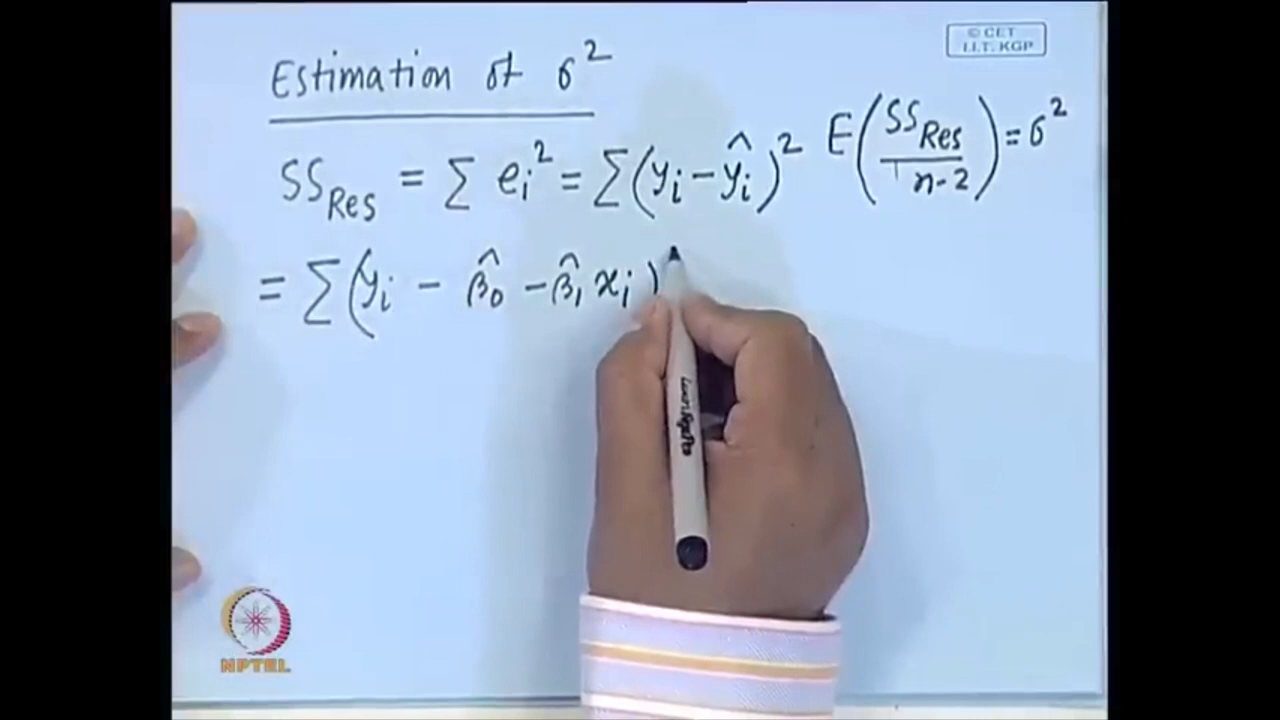 © CET
I.I.T. KGP
Estimation of σ²
SS_Res = Σ e_i² = Σ(y_i − ŷ_i)² E(SS_Res / n-2) = σ²
= Σ(y_i − β̂_0 − β̂_1 x_i)
NPTEL